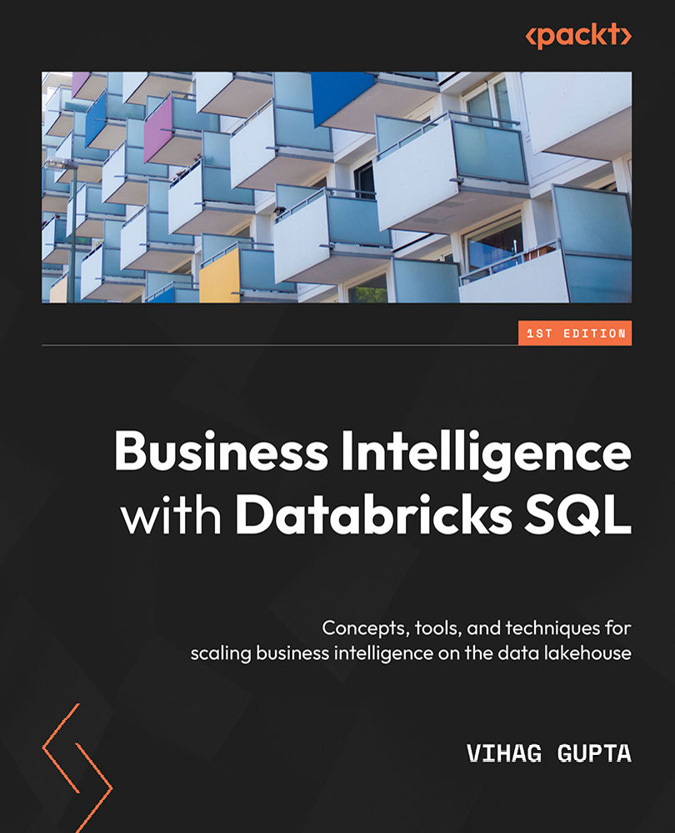 <packt>
1ST EDITION
Business Intelligence
with Databricks SQL
Concepts, tools, and techniques for
scaling business intelligence on the data lakehouse
VIHAG GUPTA